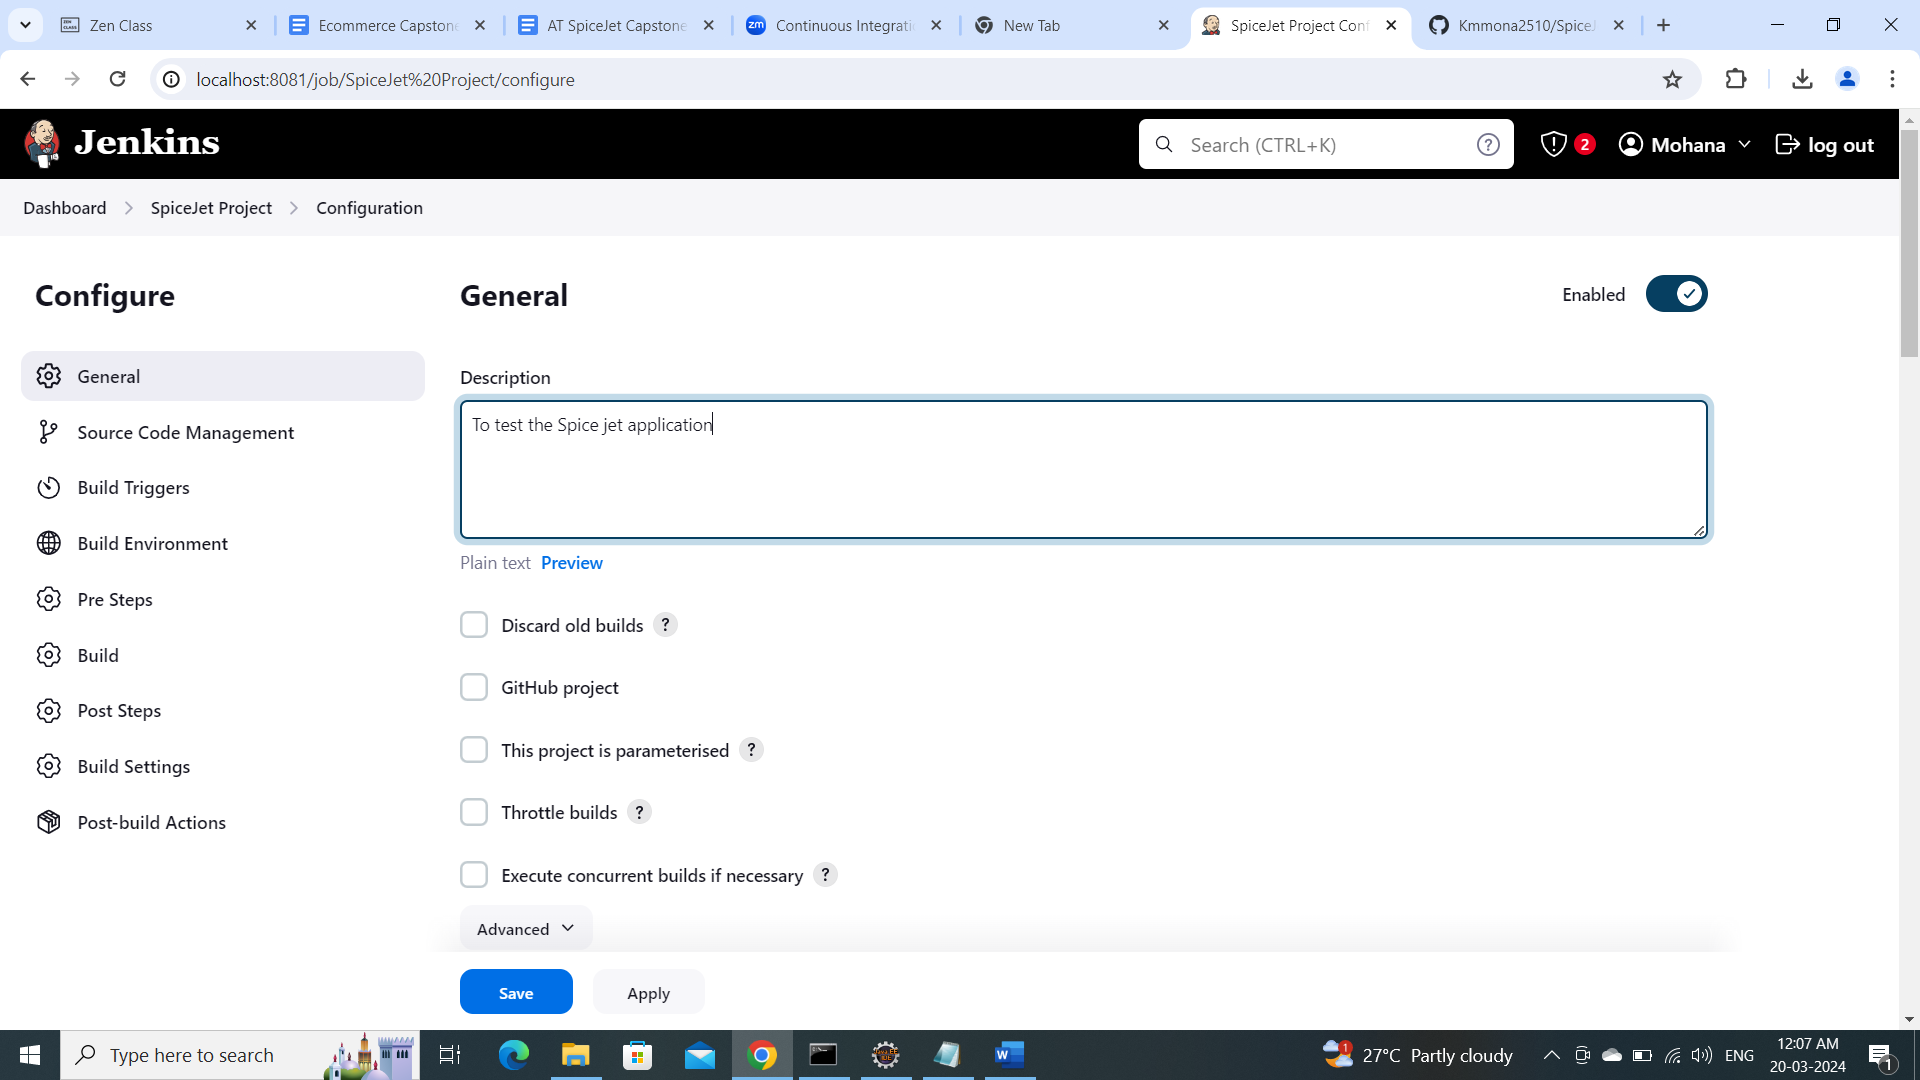 Zen Class
Ecommerce Capstone
AT SpiceJet Capstone
zm
Continuous Integrati
New Tab
SpiceJet Project Conf
Kmmona2510/SpiceJ
localhost:8081/job/SpiceJet%20Project/configure
Jenkins
Search (CTRL+K)
?
2
Mohana
log out
Dashboard
SpiceJet Project
Configuration
Configure
General
Source Code Management
Build Triggers
Build Environment
Pre Steps
Build
Post Steps
Build Settings
Post-build Actions
General
Enabled
Description
To test the Spice jet application
Plain text Preview
Discard old builds ?
GitHub project
This project is parameterised ?
Throttle builds ?
Execute concurrent builds if necessary ?
Advanced
Save
Apply
Type here to search
1
27°C Partly cloudy
ENG
12:07 AM
20-03-2024
1